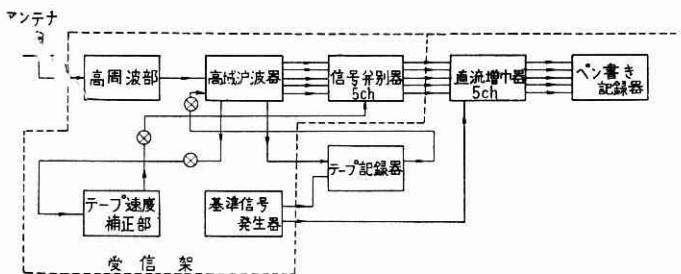 アンテナ
高周波部
高域沪波器
信号弁別器
5ch
直流増巾器
5ch
ペン書き
記録器
テープ記録器
テープ速度
補正部
基準信号
発生器
受信架